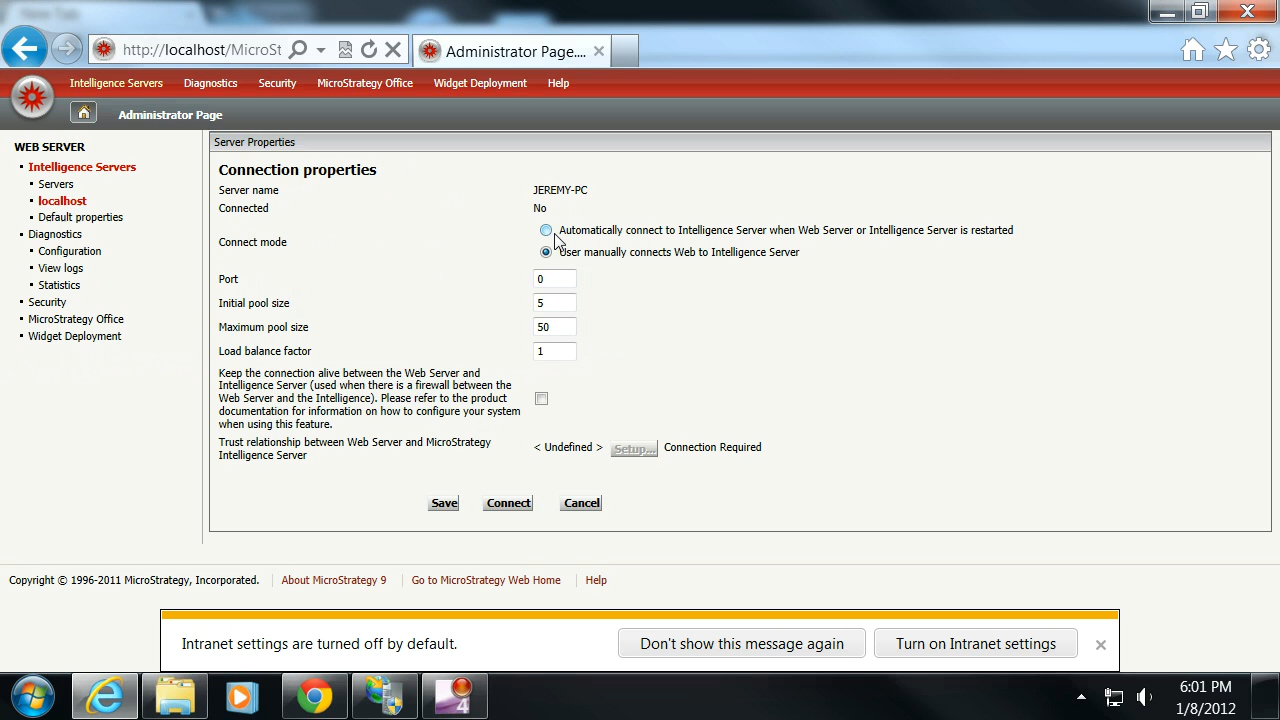 http://localhost/MicroSt
Administrator Page....
Intelligence Servers
Diagnostics
Security
MicroStrategy Office
Widget Deployment
Help
Administrator Page
WEB SERVER
Intelligence Servers
Servers
localhost
Default properties
Diagnostics
Configuration
View logs
Statistics
Security
MicroStrategy Office
Widget Deployment
Server Properties
Connection properties
Server name JEREMY-PC
Connected No
Connect mode
Automatically connect to Intelligence Server when Web Server or Intelligence Server is restarted
User manually connects Web to Intelligence Server
Port 0
Initial pool size 5
Maximum pool size 50
Load balance factor 1
Keep the connection alive between the Web Server and
Intelligence Server (used when there is a firewall between the
Web Server and the Intelligence). Please refer to the product
documentation for information on how to configure your system
when using this feature.
Trust relationship between Web Server and MicroStrategy
Intelligence Server
< Undefined > Setup... Connection Required
Save Connect Cancel
Copyright © 1996-2011 MicroStrategy, Incorporated.
About MicroStrategy 9
Go to MicroStrategy Web Home
Help
Intranet settings are turned off by default.
Don't show this message again
Turn on Intranet settings
4
6:01 PM
1/8/2012